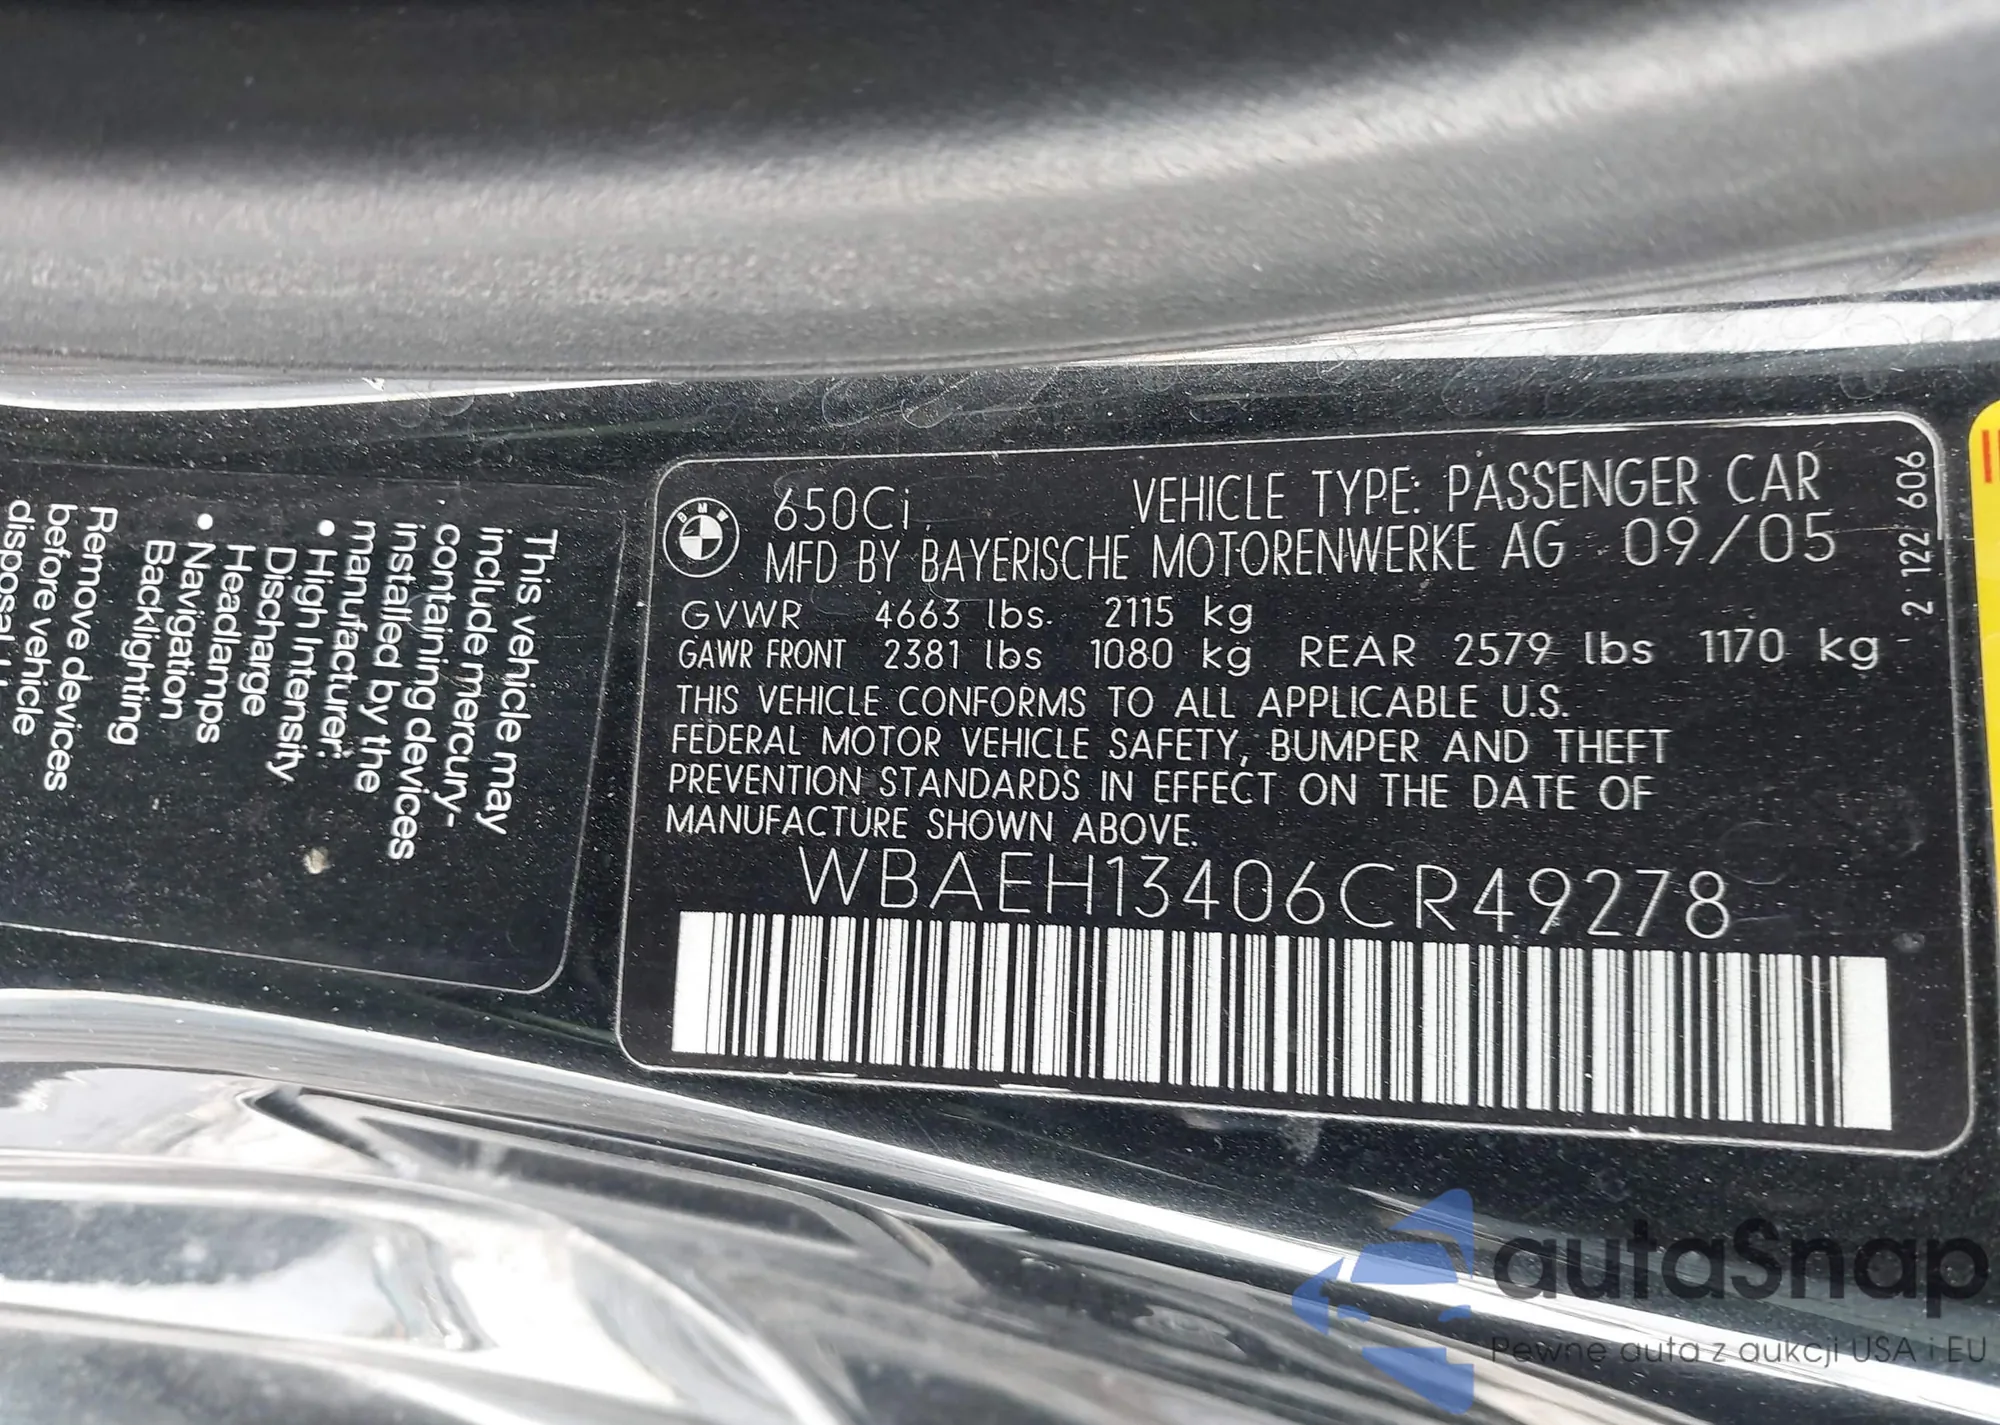 This vehicle may
include mercury-
containing devices
installed by the
manufacturer:
• High Intensity
Discharge
Headlamps
• Navigation
Backlighting
Remove devices
before vehicle
disposal.
BMW
650Ci
VEHICLE TYPE: PASSENGER CAR
MFD BY BAYERISCHE MOTORENWERKE AG 09/05
GVWR 4663 lbs 2115 kg
GAWR FRONT 2381 lbs 1080 kg REAR 2579 lbs 1170 kg
THIS VEHICLE CONFORMS TO ALL APPLICABLE U.S.
FEDERAL MOTOR VEHICLE SAFETY, BUMPER AND THEFT
PREVENTION STANDARDS IN EFFECT ON THE DATE OF
MANUFACTURE SHOWN ABOVE.
WBAEH13406CR49278
2 122 606
autaSnap
Pewne auta z aukcji USA i EU